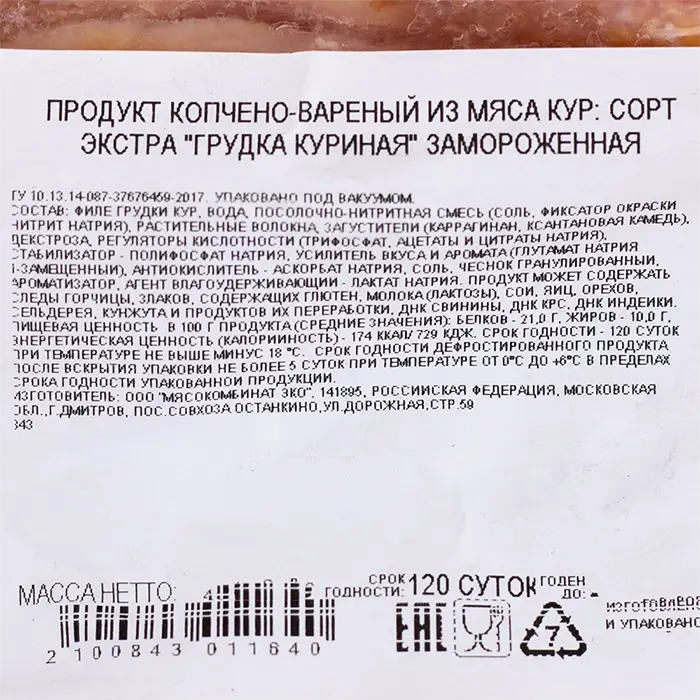 ПРОДУКТ КОПЧЕНО-ВАРЕНЫЙ ИЗ МЯСА КУР: СОРТ
ЭКСТРА "ГРУДКА КУРИНАЯ" ЗАМОРОЖЕННАЯ
ТУ 10.13.14-087-37676459-2017. УПАКОВАНО ПОД ВАКУУМОМ.
СОСТАВ: ФИЛЕ ГРУДКИ КУР, ВОДА, ПОСОЛОЧНО-НИТРИТНАЯ СМЕСЬ (СОЛЬ, ФИКСАТОР ОКРАСКИ
НИТРИТ НАТРИЯ), РАСТИТЕЛЬНЫЕ ВОЛОКНА, ЗАГУСТИТЕЛИ (КАРРАГИНАН, КСАНТАНОВАЯ КАМЕДЬ),
ДЕКСТРОЗА, РЕГУЛЯТОРЫ КИСЛОТНОСТИ (ТРИФОСФАТ, АЦЕТАТЫ И ЦИТРАТЫ НАТРИЯ),
СТАБИЛИЗАТОР - ПОЛИФОСФАТ НАТРИЯ, УСИЛИТЕЛЬ ВКУСА И АРОМАТА (ГЛУТАМАТ НАТРИЯ
1-ЗАМЕЩЕННЫЙ), АНТИОКИСЛИТЕЛЬ - АСКОРБАТ НАТРИЯ, СОЛЬ, ЧЕСНОК ГРАНУЛИРОВАННЫЙ,
АРОМАТИЗАТОР, АГЕНТ ВЛАГОУДЕРЖИВАЮЩИЙ - ЛАКТАТ НАТРИЯ. ПРОДУКТ МОЖЕТ СОДЕРЖАТЬ
СЛЕДЫ ГОРЧИЦЫ, ЗЛАКОВ, СОДЕРЖАЩИХ ГЛЮТЕН, МОЛОКА (ЛАКТОЗЫ), СОИ, ЯИЦ, ОРЕХОВ,
СЕЛЬДЕРЕЯ, КУНЖУТА И ПРОДУКТОВ ИХ ПЕРЕРАБОТКИ, ДНК СВИНИНЫ, ДНК КРС, ДНК ИНДЕЙКИ.
ПИЩЕВАЯ ЦЕННОСТЬ В 100 Г ПРОДУКТА (СРЕДНИЕ ЗНАЧЕНИЯ): БЕЛКОВ - 21,0 Г, ЖИРОВ - 10,0 Г,
ЭНЕРГЕТИЧЕСКАЯ ЦЕННОСТЬ (КАЛОРИЙНОСТЬ) - 174 ККАЛ/ 729 КДЖ. СРОК ГОДНОСТИ - 120 СУТОК
ПРИ ТЕМПЕРАТУРЕ НЕ ВЫШЕ МИНУС 18 °С. СРОК ГОДНОСТИ ДЕФРОСТИРОВАННОГО ПРОДУКТА
ПОСЛЕ ВСКРЫТИЯ УПАКОВКИ НЕ БОЛЕЕ 5 СУТОК ПРИ ТЕМПЕРАТУРЕ ОТ 0°С ДО +6°С В ПРЕДЕЛАХ
СРОКА ГОДНОСТИ УПАКОВАННОЙ ПРОДУКЦИИ.
ИЗГОТОВИТЕЛЬ: ООО "МЯСОКОМБИНАТ ЭКО", 141895, РОССИЙСКАЯ ФЕДЕРАЦИЯ, МОСКОВСКАЯ
ОБЛ.,Г.ДМИТРОВ, ПОС.СОВХОЗА ОСТАНКИНО,УЛ.ДОРОЖНАЯ,СТР.59
843
МАССА НЕТТО:
СРОК ГОДНОСТИ: 120 СУТОК ГОДЕН ДО:
И УПАКОВАНО
ЕАС
7
2 100843 011640